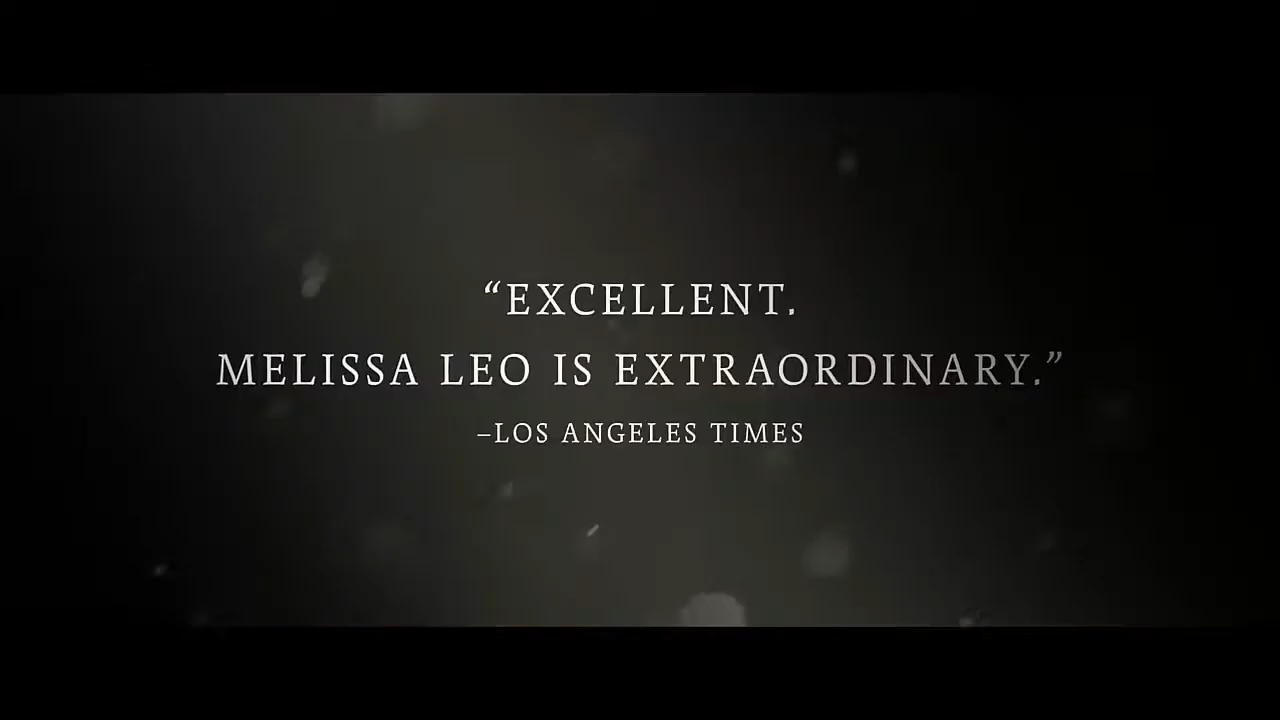 “EXCELLENT.
MELISSA LEO IS EXTRAORDINARY.”
–LOS ANGELES TIMES